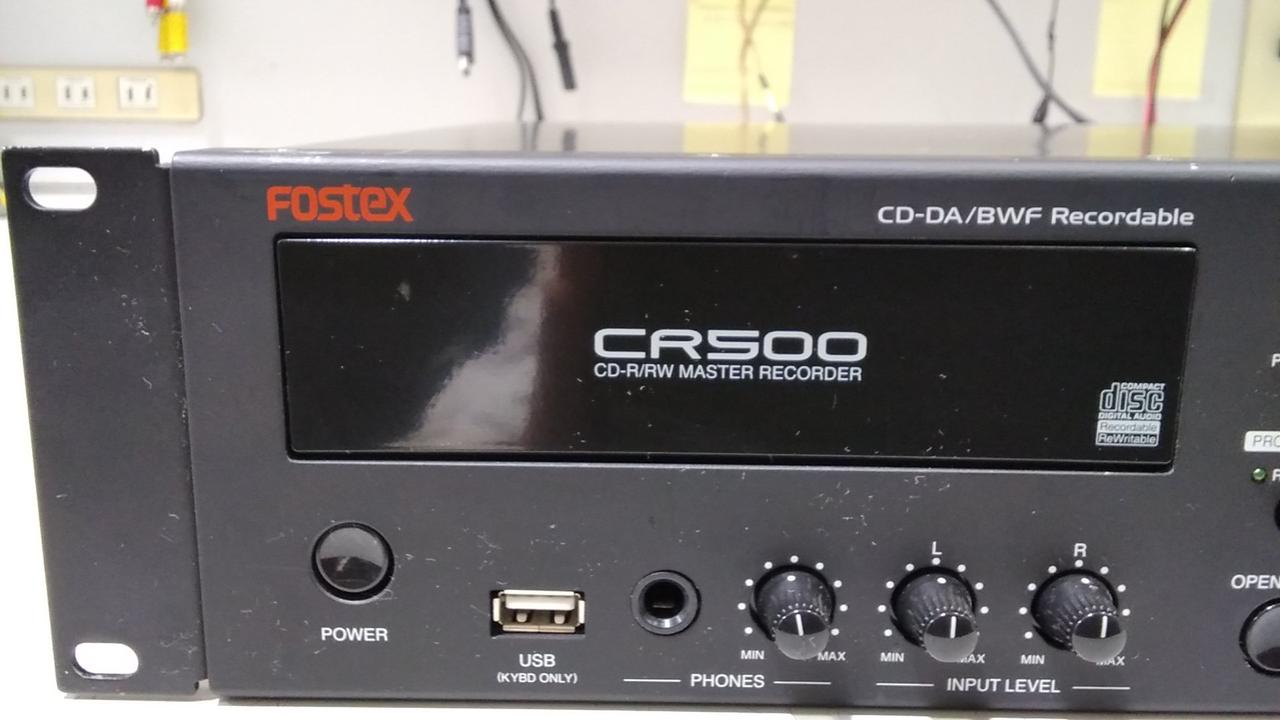 Fostex
CD-DA/BWF Recordable
CR500
CD-R/RW MASTER RECORDER
COMPACT
disc
DIGITAL AUDIO
Recordable
ReWritable
POWER
USB
(KYBD ONLY)
PHONES
MIN MAX
L
MIN MAX
R
MIN MAX
INPUT LEVEL
OPEN